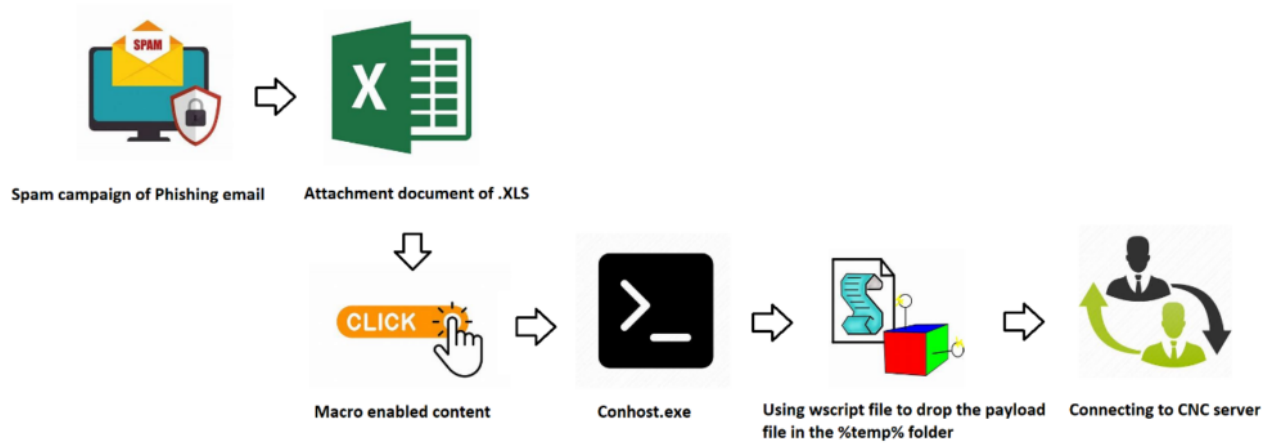 SPAM
X
Spam campaign of Phishing email
Attachment document of .XLS
CLICK
>_
Macro enabled content
Conhost.exe
Using wscript file to drop the payload
file in the %temp% folder
Connecting to CNC server